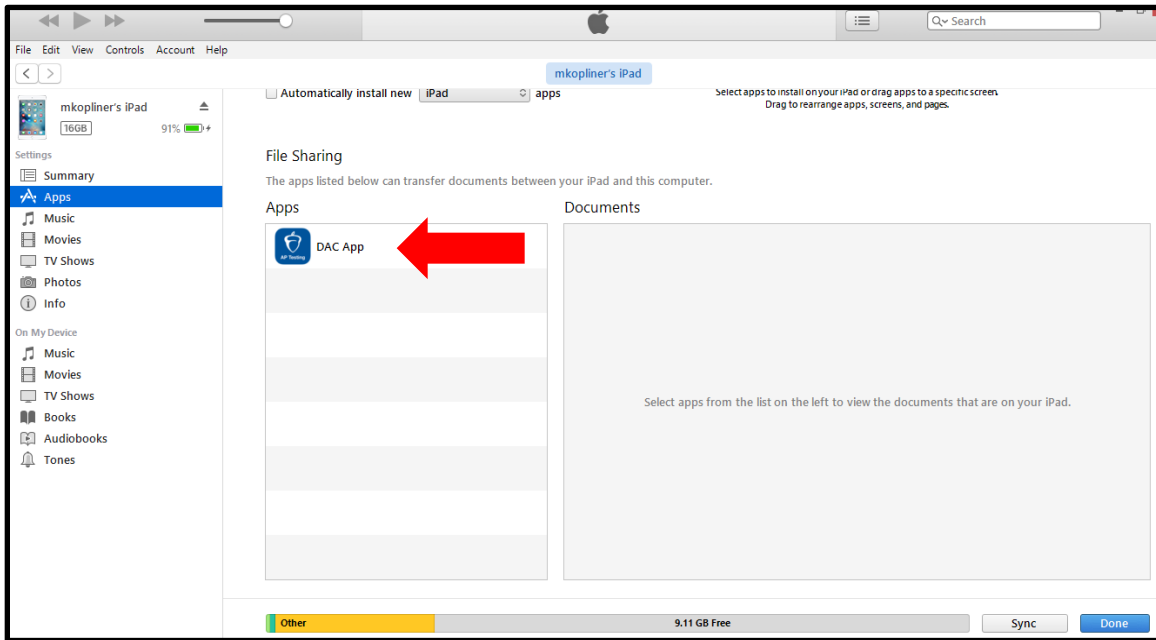 Search
File Edit View Controls Account Help
mkopliner's iPad
mkopliner's iPad
16GB 91%
Settings
Summary
Apps
Music
Movies
TV Shows
Photos
Info
On My Device
Music
Movies
TV Shows
Books
Audiobooks
Tones
Automatically install new iPad apps
Select apps to install on your iPad or drag apps to a specific screen.
Drag to rearrange apps, screens, and pages.
File Sharing
The apps listed below can transfer documents between your iPad and this computer.
Apps
AP Testing
DAC App
Documents
Select apps from the list on the left to view the documents that are on your iPad.
Other 9.11 GB Free Sync Done